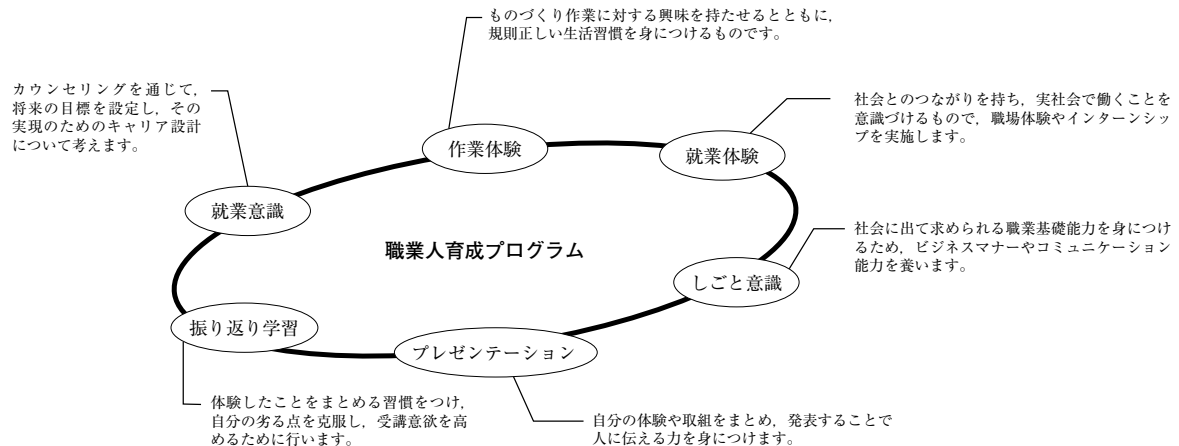 ものづくり作業に対する興味を持たせるとともに，
規則正しい生活習慣を身につけるものです。
カウンセリングを通じて，
将来の目標を設定し，その
実現のためのキャリア設計
について考えます。
社会とのつながりを持ち，実社会で働くことを
意識づけるもので，職場体験やインターンシッ
プを実施します。
作業体験
就業体験
就業意識
職業人育成プログラム
社会に出て求められる職業基礎能力を身につけ
るため，ビジネスマナーやコミュニケーション
能力を養います。
しごと意識
振り返り学習
プレゼンテーション
体験したことをまとめる習慣をつけ，
自分の劣る点を克服し，受講意欲を高
めるために行います。
自分の体験や取組をまとめ，発表することで
人に伝える力を身につけます。